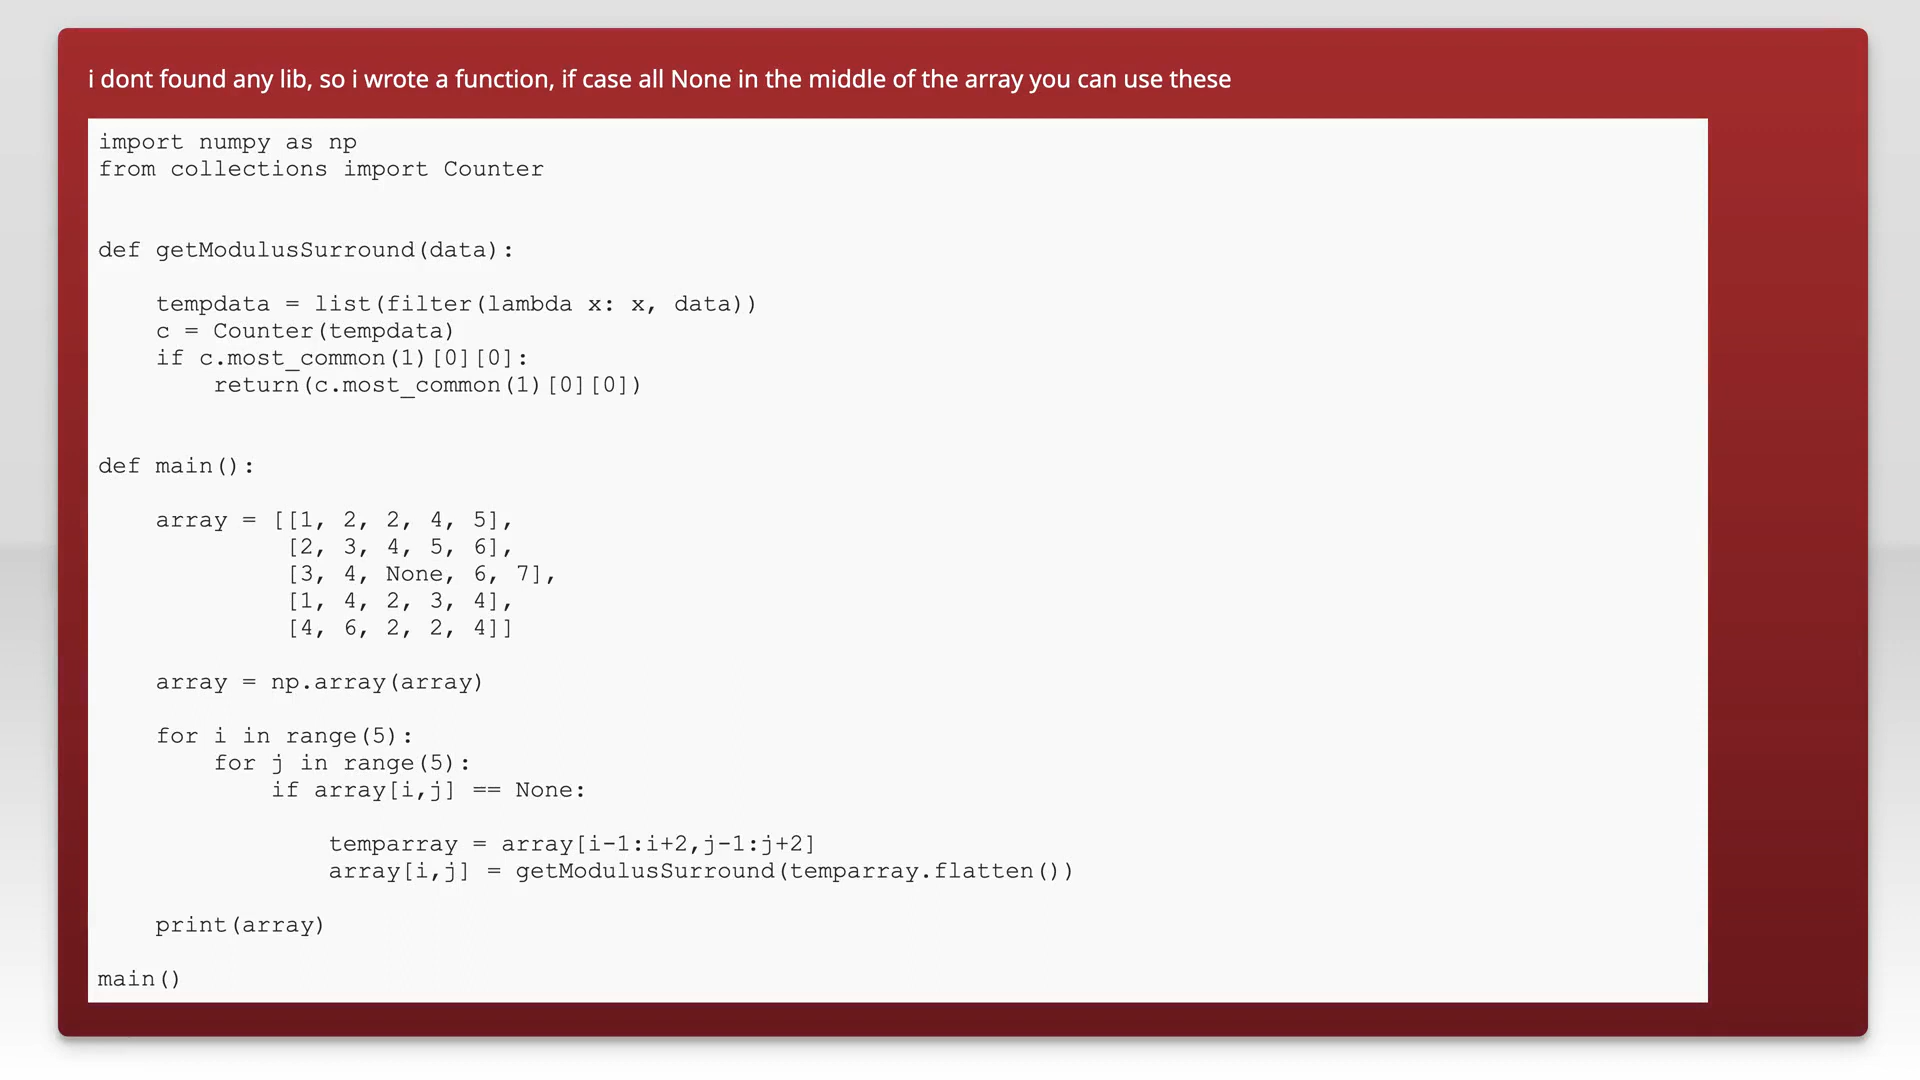 i dont found any lib, so i wrote a function, if case all None in the middle of the array you can use these
import numpy as np
from collections import Counter
def getModulusSurround(data):
    tempdata = list(filter(lambda x: x, data))
    c = Counter(tempdata)
    if c.most_common(1)[0][0]:
        return(c.most_common(1)[0][0])
def main():
    array = [[1, 2, 2, 4, 5],
             [2, 3, 4, 5, 6],
             [3, 4, None, 6, 7],
             [1, 4, 2, 3, 4],
             [4, 6, 2, 2, 4]]
    array = np.array(array)
    for i in range(5):
        for j in range(5):
            if array[i,j] == None:
                temparray = array[i-1:i+2,j-1:j+2]
                array[i,j] = getModulusSurround(temparray.flatten())
    print(array)
main()